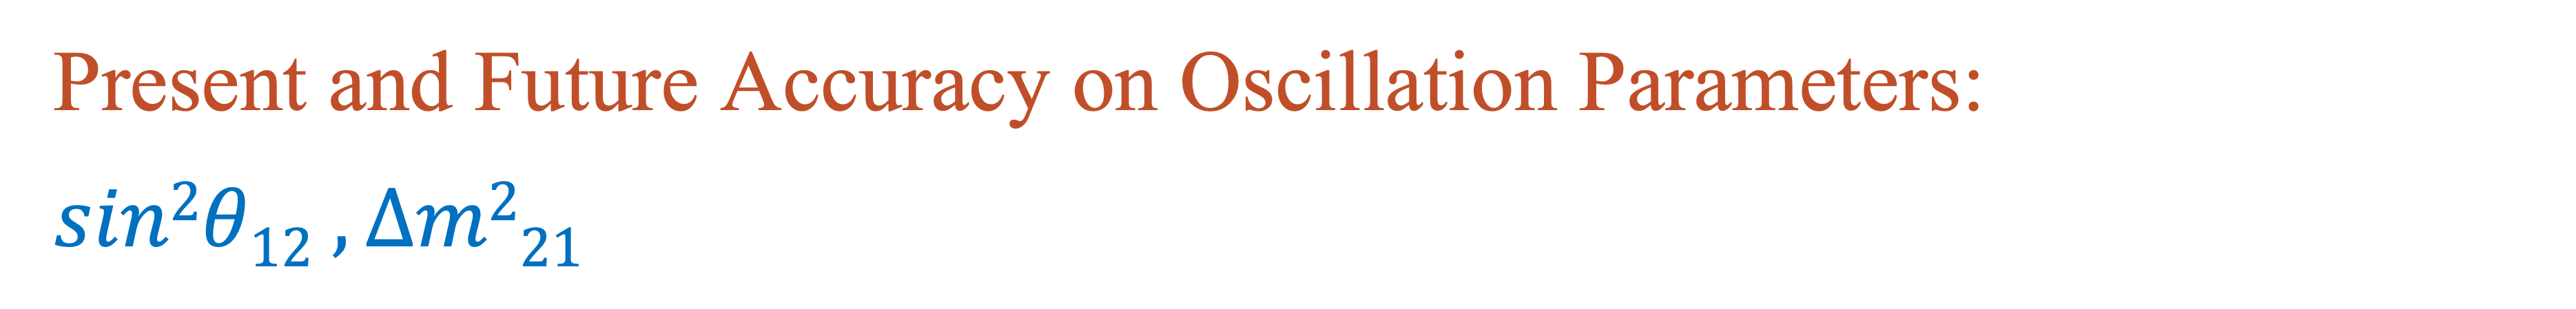 Present and Future Accuracy on Oscillation Parameters:
sin²θ₁₂ , Δm²₂₁